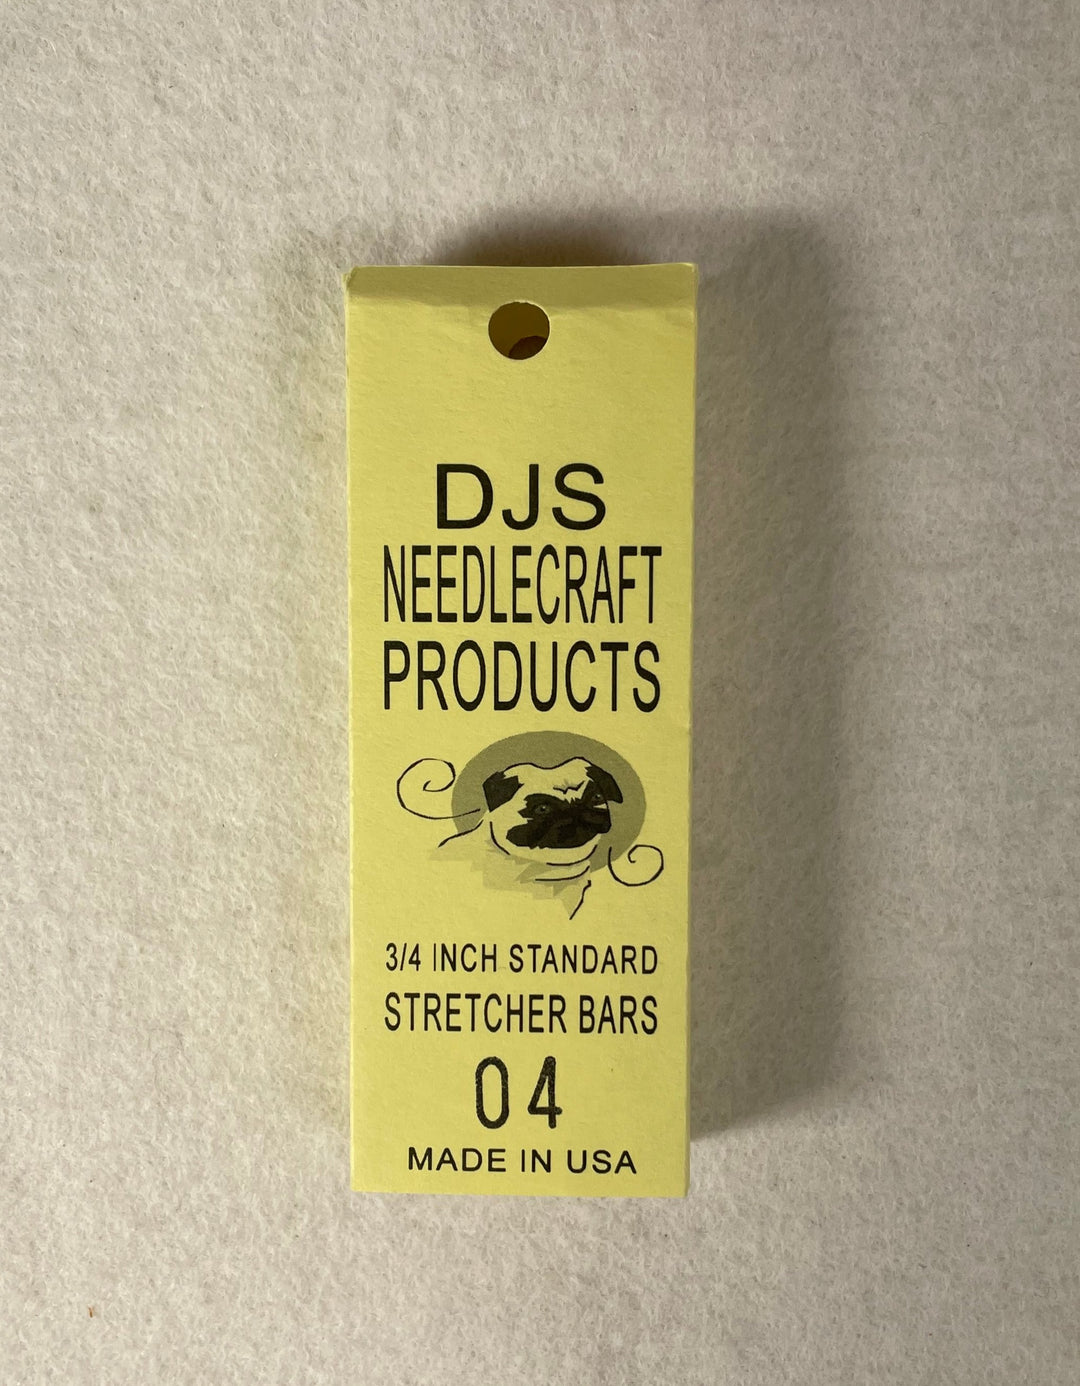 DJS
NEEDLECRAFT
PRODUCTS
3/4 INCH STANDARD
STRETCHER BARS
04
MADE IN USA